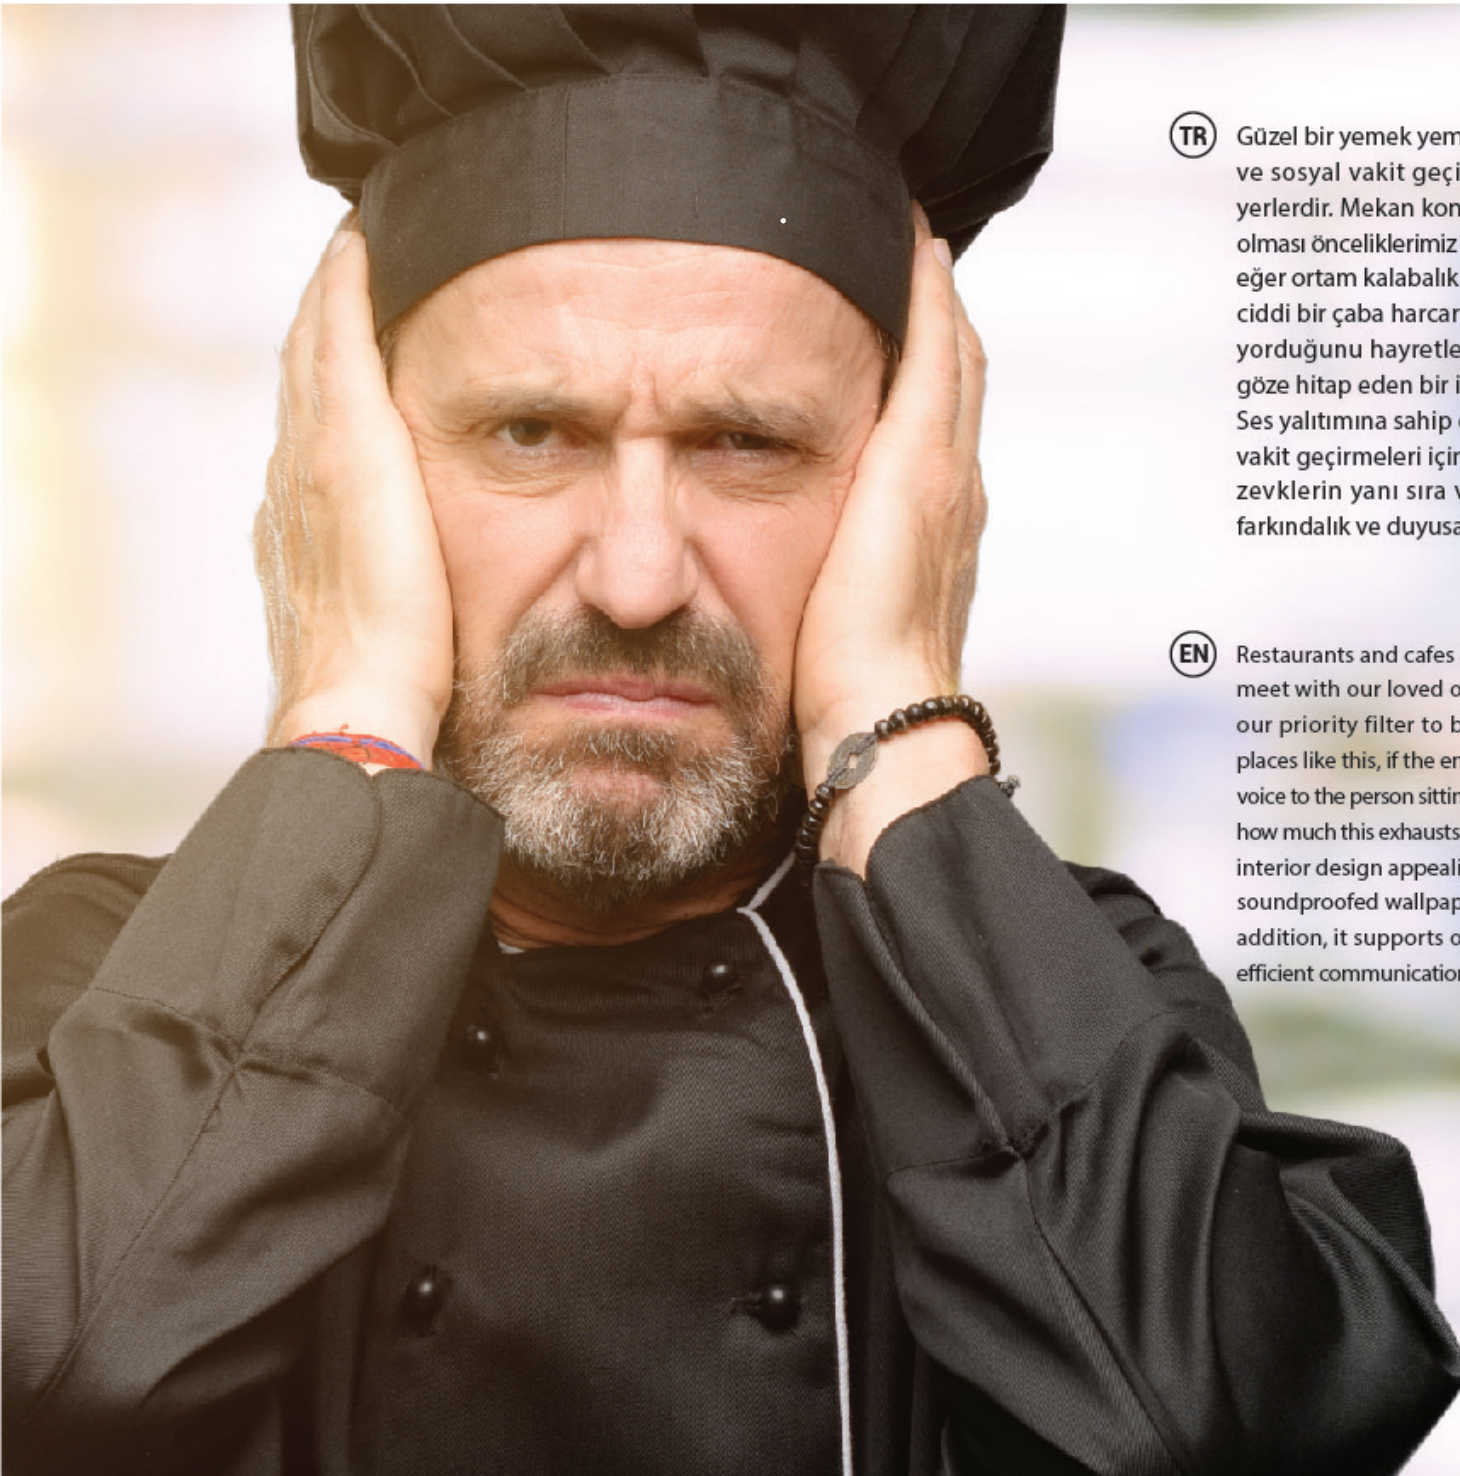 TR
Güzel bir yemek yem
ve sosyal vakit geçi
yerlerdir. Mekan kon
olması önceliklerimiz
eğer ortam kalabalık
ciddi bir çaba harcar
yorduğunu hayretle
göze hitap eden bir i
Ses yalıtımına sahip
vakit geçirmeleri için
zevklerin yanı sıra v
farkındalık ve duyusa
EN
Restaurants and cafes
meet with our loved o
our priority filter to b
places like this, if the en
voice to the person sittin
how much this exhausts
interior design appeali
soundproofed wallpap
addition, it supports o
efficient communication